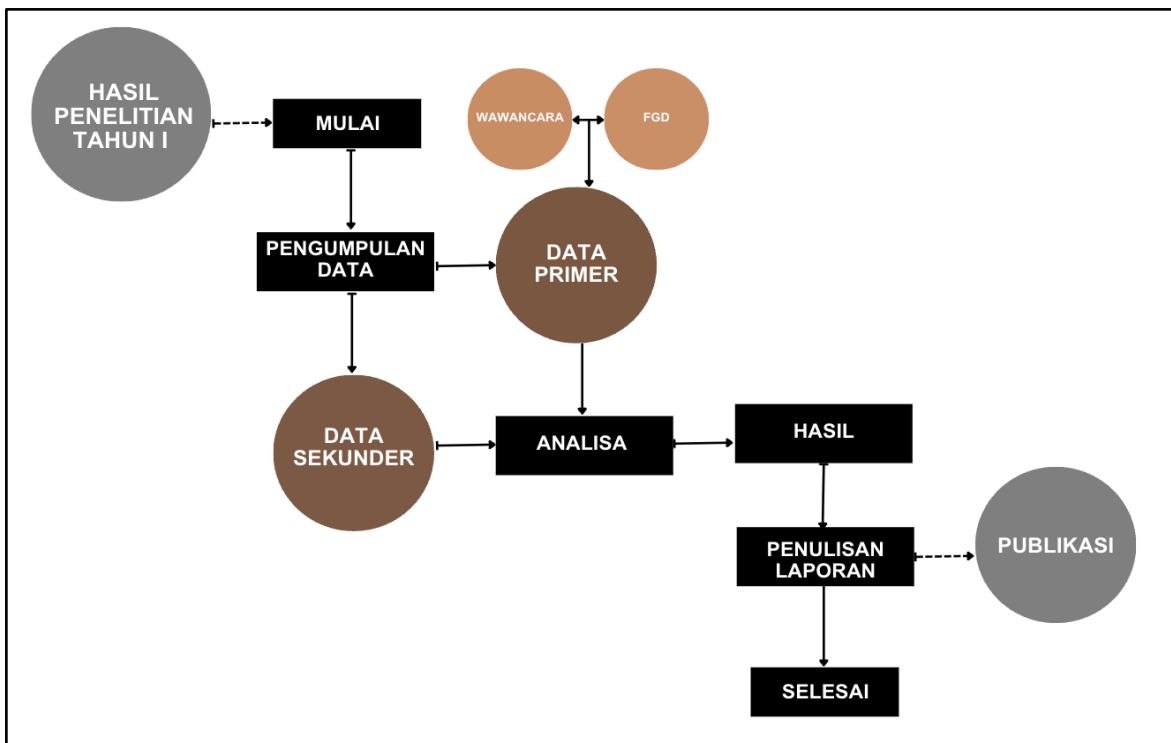 HASIL
PENELITIAN
TAHUN I
MULAI
WAWANCARA
FGD
PENGUMPULAN
DATA
DATA
PRIMER
DATA
SEKUNDER
ANALISA
HASIL
PENULISAN
LAPORAN
PUBLIKASI
SELESAI